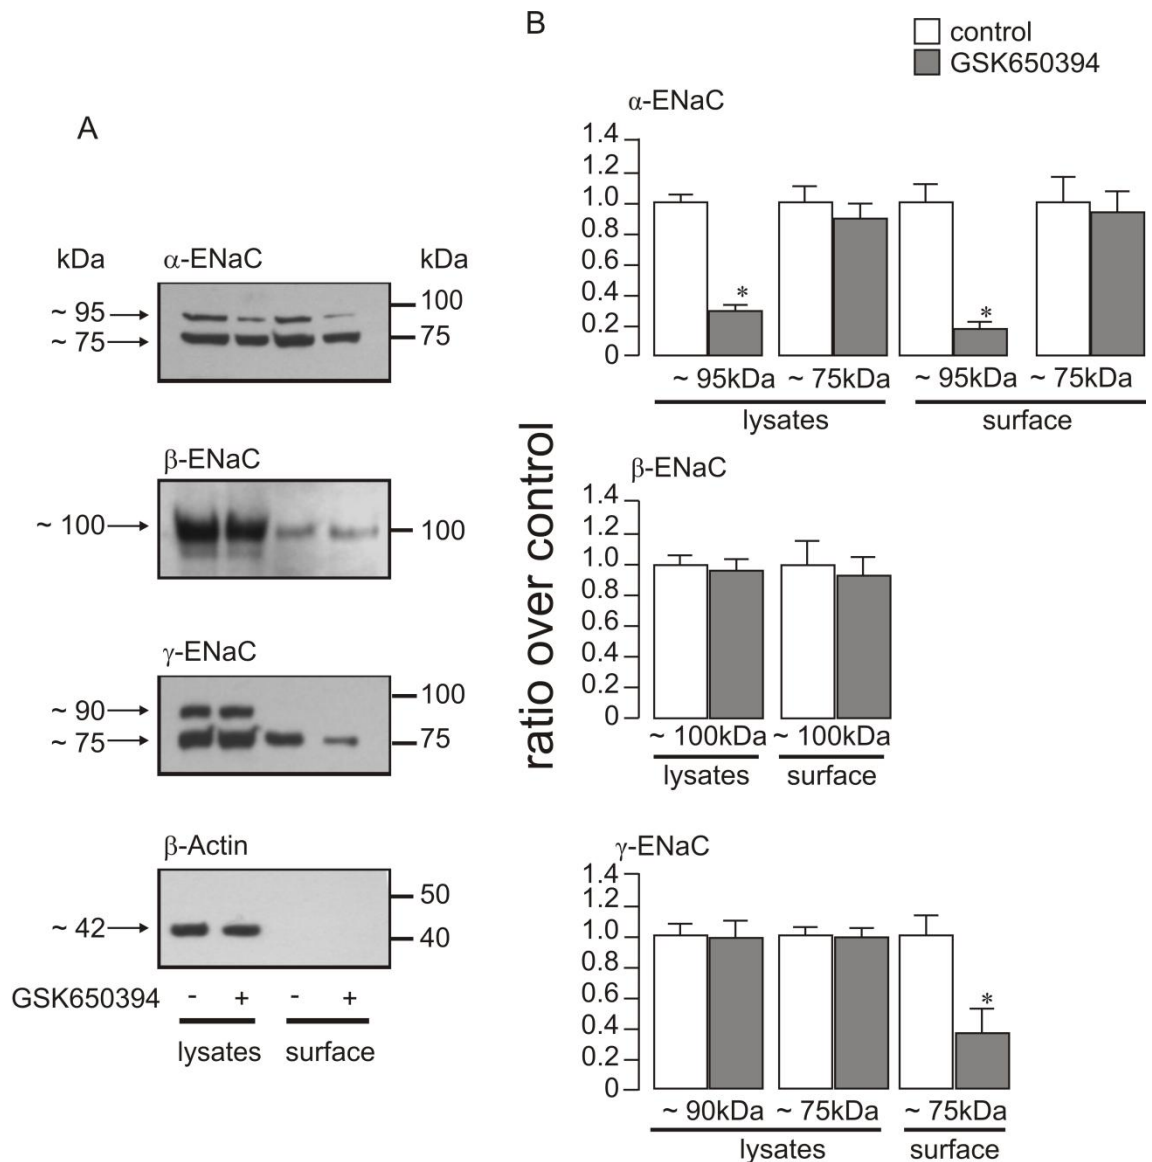 A
kDa
α-ENaC
kDa
~ 95
~ 75
100
75
β-ENaC
~ 100
100
γ-ENaC
~ 90
~ 75
100
75
β-Actin
~ 42
50
40
GSK650394 - + - +
lysates surface
B
control
GSK650394
ratio over control
α-ENaC
1.4
1.2
1.0
0.8
0.6
0.4
0.2
0
*
*
~ 95kDa ~ 75kDa ~ 95kDa ~ 75kDa
lysates surface
β-ENaC
1.4
1.2
1.0
0.8
0.6
0.4
0.2
0
~ 100kDa ~ 100kDa
lysates surface
γ-ENaC
1.4
1.2
1.0
0.8
0.6
0.4
0.2
0
*
~ 90kDa ~ 75kDa ~ 75kDa
lysates surface